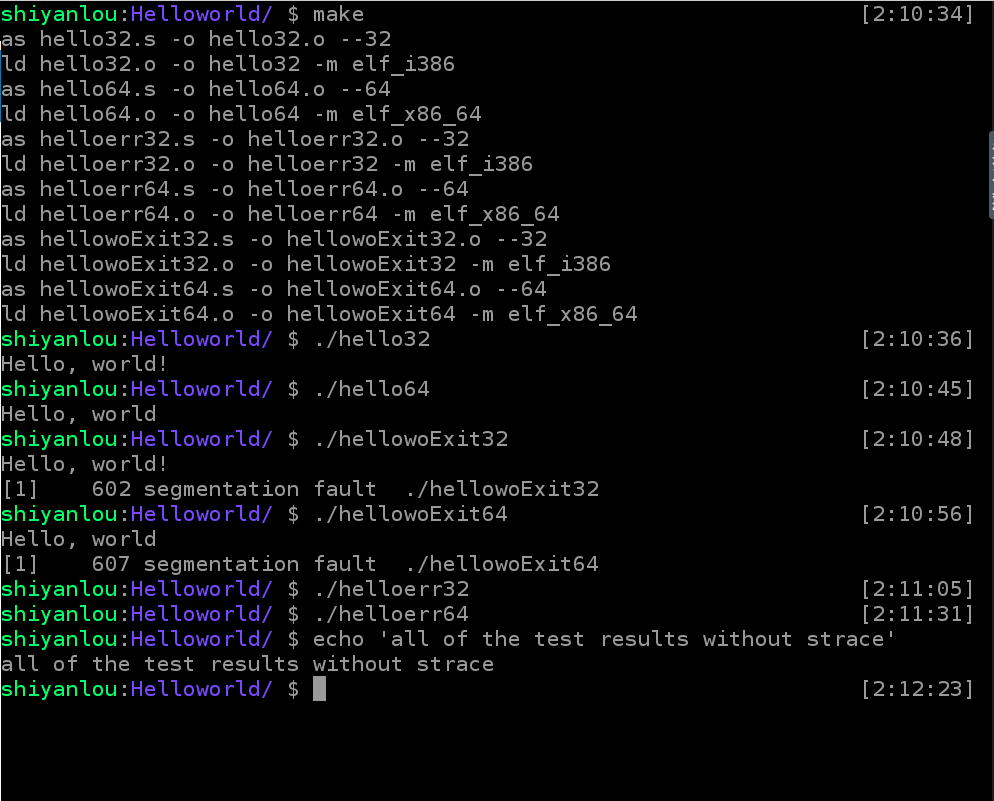 shiyanlou:Helloworld/ $ make [2:10:34]
as hello32.s -o hello32.o --32
ld hello32.o -o hello32 -m elf_i386
as hello64.s -o hello64.o --64
ld hello64.o -o hello64 -m elf_x86_64
as helloerr32.s -o helloerr32.o --32
ld helloerr32.o -o helloerr32 -m elf_i386
as helloerr64.s -o helloerr64.o --64
ld helloerr64.o -o helloerr64 -m elf_x86_64
as hellowoExit32.s -o hellowoExit32.o --32
ld hellowoExit32.o -o hellowoExit32 -m elf_i386
as hellowoExit64.s -o hellowoExit64.o --64
ld hellowoExit64.o -o hellowoExit64 -m elf_x86_64
shiyanlou:Helloworld/ $ ./hello32 [2:10:36]
Hello, world!
shiyanlou:Helloworld/ $ ./hello64 [2:10:45]
Hello, world
shiyanlou:Helloworld/ $ ./hellowoExit32 [2:10:48]
Hello, world!
[1]    602 segmentation fault  ./hellowoExit32
shiyanlou:Helloworld/ $ ./hellowoExit64 [2:10:56]
Hello, world
[1]    607 segmentation fault  ./hellowoExit64
shiyanlou:Helloworld/ $ ./helloerr32 [2:11:05]
shiyanlou:Helloworld/ $ ./helloerr64 [2:11:31]
shiyanlou:Helloworld/ $ echo 'all of the test results without strace'
all of the test results without strace
shiyanlou:Helloworld/ $ [2:12:23]